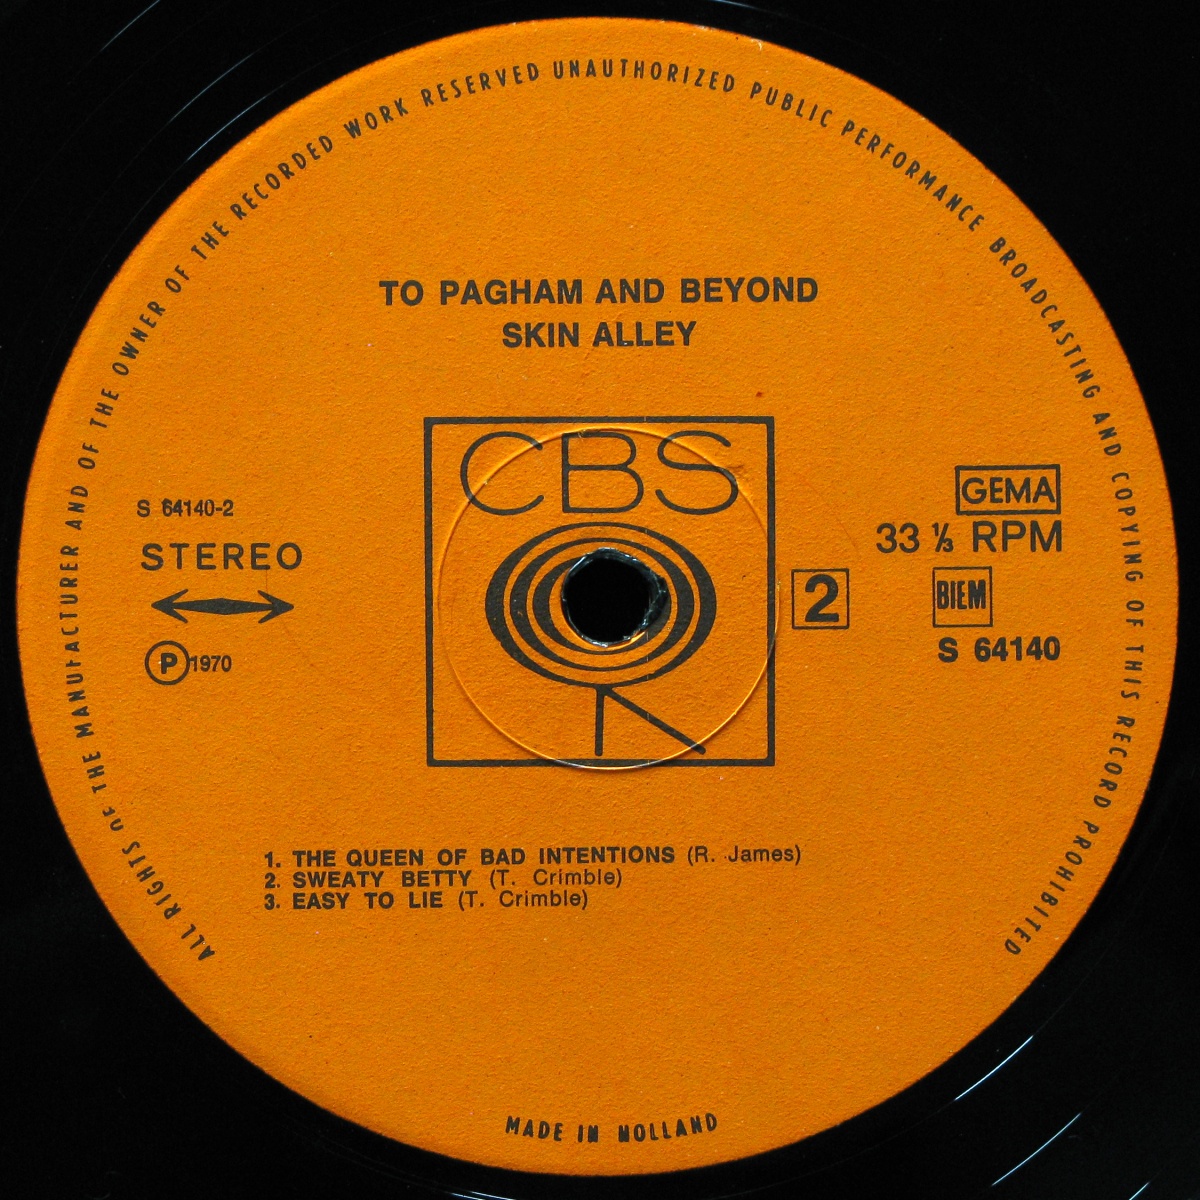 ALL RIGHTS OF THE MANUFACTURER AND OF THE OWNER OF THE RECORDED WORK RESERVED UNAUTHORIZED PUBLIC PERFORMANCE BROADCASTING AND COPYING OF THIS RECORD PROHIBITED
TO PAGHAM AND BEYOND
SKIN ALLEY
CBS
S 64140-2
STEREO
Ⓟ 1970
GEMA
33 ⅓ RPM
2
BIEM
S 64140
1. THE QUEEN OF BAD INTENTIONS (R. James)
2. SWEATY BETTY (T. Crimble)
3. EASY TO LIE (T. Crimble)
MADE IN HOLLAND